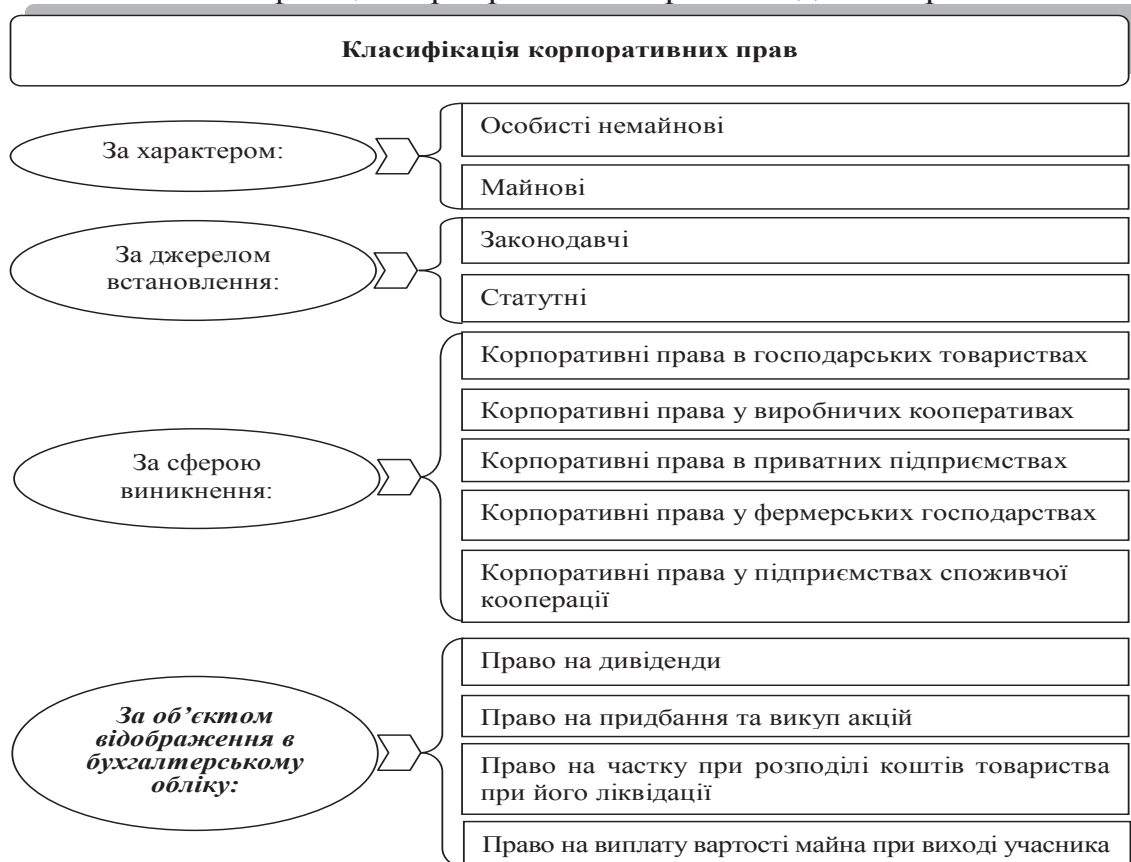 Класифікація корпоративних прав
За характером:
Особисті немайнові
Майнові
За джерелом
встановлення:
Законодавчі
Статутні
За сферою
виникнення:
Корпоративні права в господарських товариствах
Корпоративні права у виробничих кооперативах
Корпоративні права в приватних підприємствах
Корпоративні права у фермерських господарствах
Корпоративні права у підприємствах споживчої
кооперації
За об’єктом
відображення в
бухгалтерському
обліку:
Право на дивіденди
Право на придбання та викуп акцій
Право на частку при розподілі коштів товариства
при його ліквідації
Право на виплату вартості майна при виході учасника